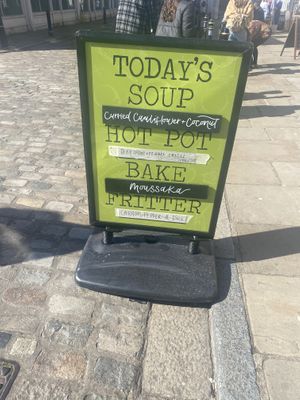 TODAY'S
SOUP
Curried Cauliflower + Coconut
HOT POT
BAKE
Moussaka
FRITTER